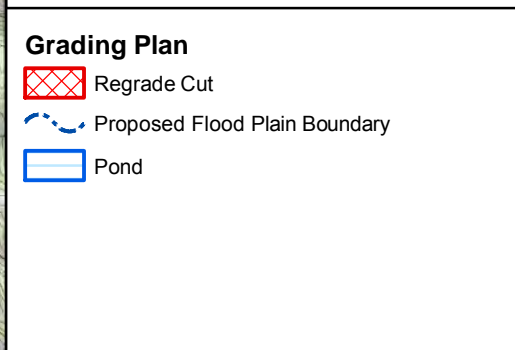 Grading Plan
Regrade Cut
Proposed Flood Plain Boundary
Pond